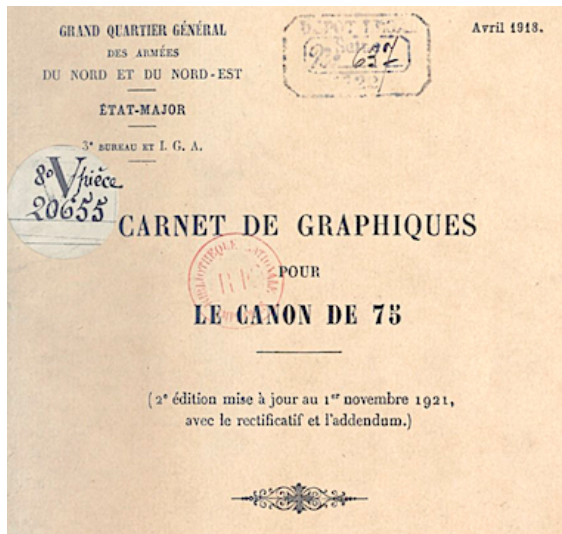 GRAND QUARTIER GÉNÉRAL
DES ARMÉES
DU NORD ET DU NORD-EST
ÉTAT-MAJOR
3e BUREAU ET I. G. A.
Avril 1918.
8o V pièce
20655
CARNET DE GRAPHIQUES
POUR
LE CANON DE 75
BIBLIOTHÈQUE NATIONALE
(2e édition mise à jour au 1er novembre 1921,
avec le rectificatif et l'addendum.)